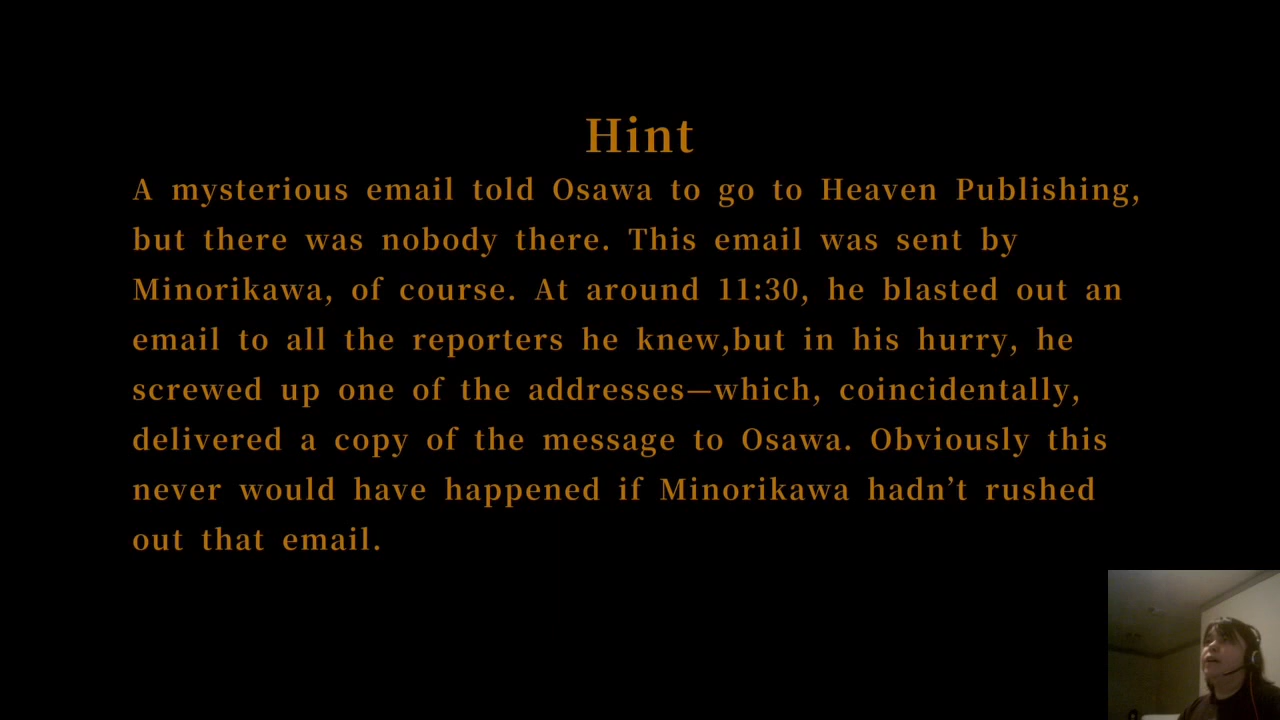 Hint
A mysterious email told Osawa to go to Heaven Publishing,
but there was nobody there. This email was sent by
Minorikawa, of course. At around 11:30, he blasted out an
email to all the reporters he knew,but in his hurry, he
screwed up one of the addresses—which, coincidentally,
delivered a copy of the message to Osawa. Obviously this
never would have happened if Minorikawa hadn’t rushed
out that email.